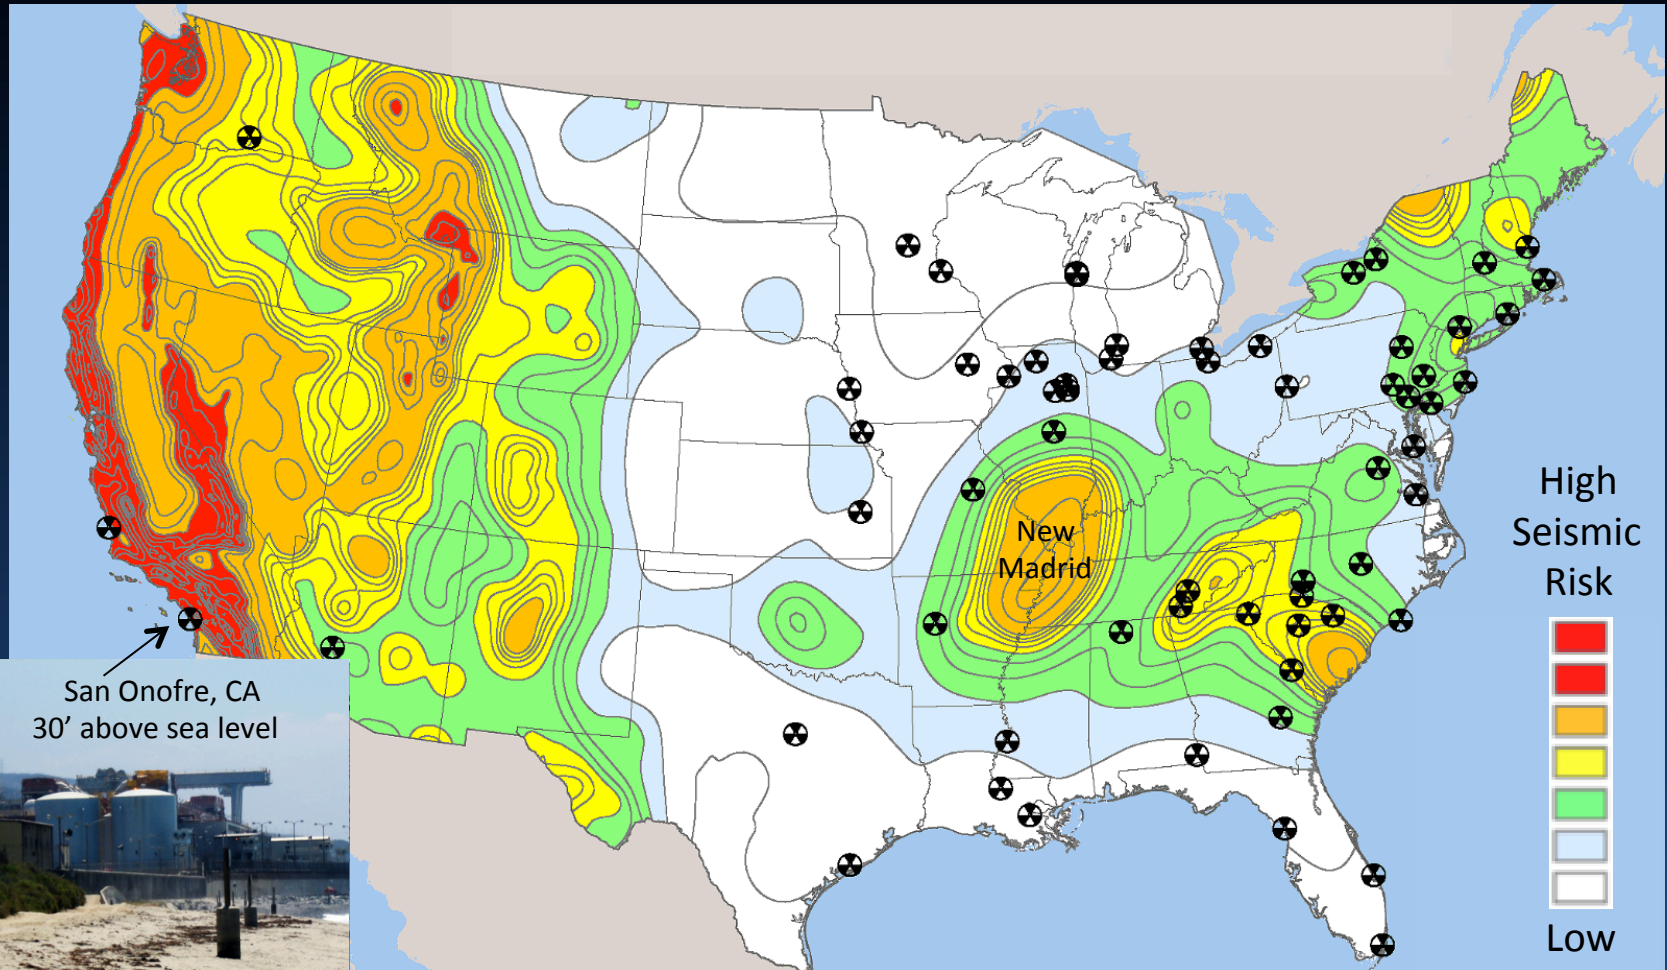 New
Madrid
High
Seismic
Risk
San Onofre, CA
30’ above sea level
Low